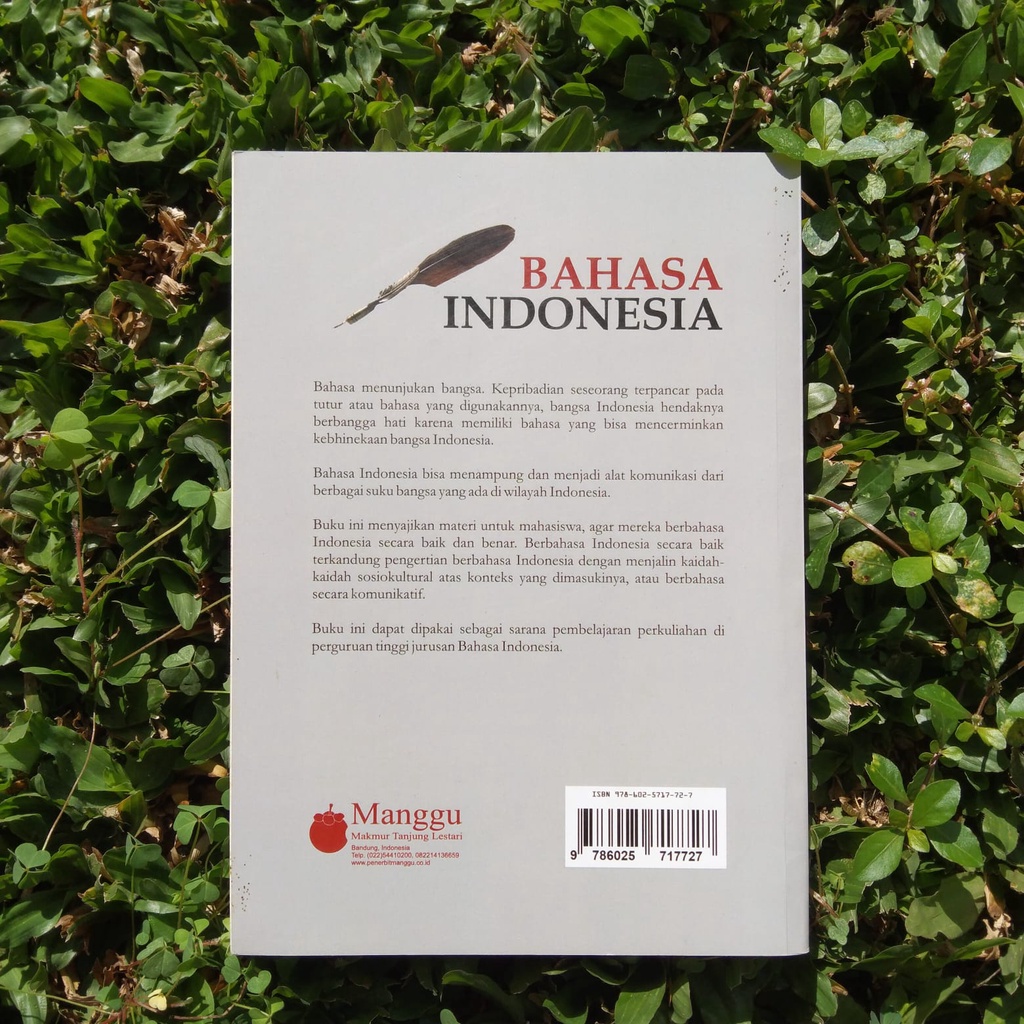 BAHASA
INDONESIA
Bahasa menunjukan bangsa. Kepribadian seseorang terpancar pada
tutur atau bahasa yang digunakannya, bangsa Indonesia hendaknya
berbangga hati karena memiliki bahasa yang bisa mencerminkan
kebhinekaan bangsa Indonesia.
Bahasa Indonesia bisa menampung dan menjadi alat komunikasi dari
berbagai suku bangsa yang ada di wilayah Indonesia.
Buku ini menyajikan materi untuk mahasiswa, agar mereka berbahasa
Indonesia secara baik dan benar. Berbahasa Indonesia secara baik
terkandung pengertian berbahasa Indonesia dengan menjalin kaidah-
kaidah sosiokultural atas konteks yang dimasukinya, atau berbahasa
secara komunikatif.
Buku ini dapat dipakai sebagai sarana pembelajaran perkuliahan di
perguruan tinggi jurusan Bahasa Indonesia.
Manggu
Makmur Tanjung Lestari
Bandung, Indonesia
Telp. (022)54410200, 082214136659
www.penerbitmanggu.co.id
ISBN 978-602-5717-72-7
9 786025 717727